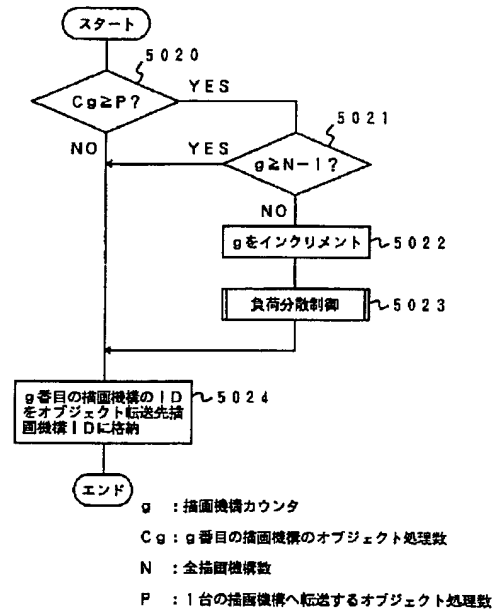 スタート
5020
Cg≧P?
YES
NO
5021
g≧N-1?
YES
NO
gをインクリメント
5022
負荷分散制御
5023
g番目の描画機構のID
をオブジェクト転送先描
画機構IDに格納
5024
エンド
g :描画機構カウンタ
Cg:g番目の描画機構のオブジェクト処理数
N :全描画機構数
P :1台の描画機構へ転送するオブジェクト処理数